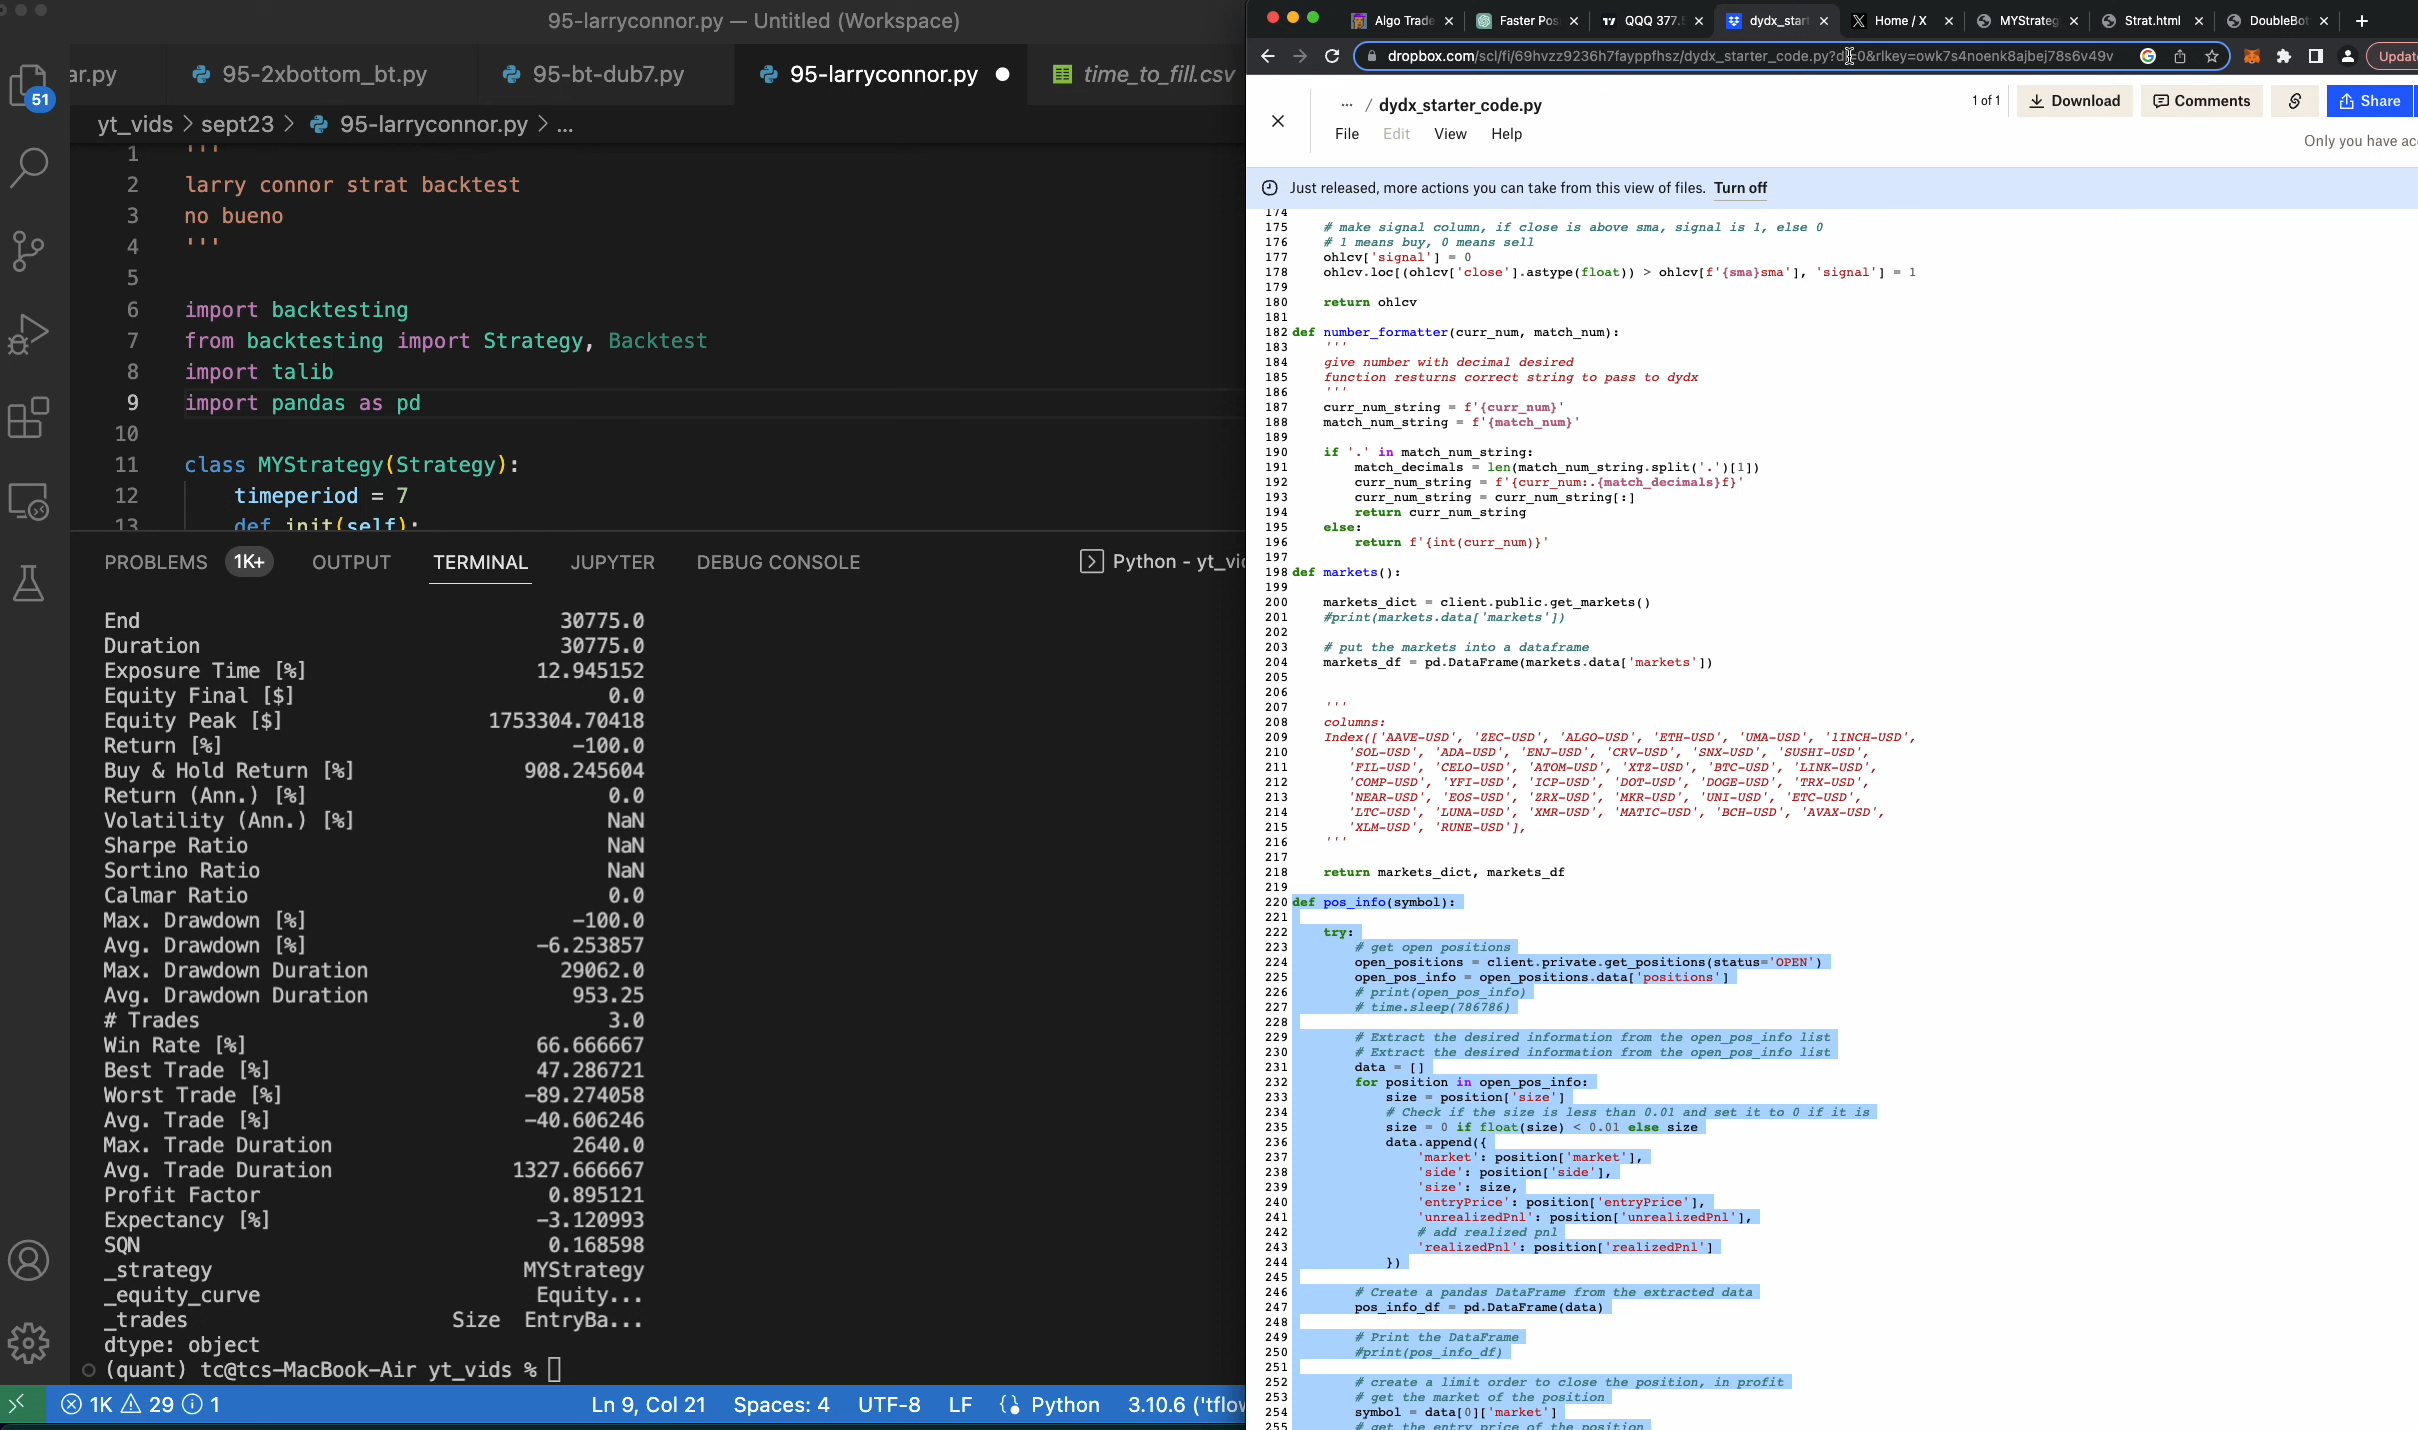 95-larryconnor.py — Untitled (Workspace)
ar.py
95-2xbottom_bt.py
95-bt-dub7.py
95-larryconnor.py
time_to_fill.csv
51
yt_vids > sept23 > 95-larryconnor.py > ...
1 '''
2 larry connor strat backtest
3 no bueno
4 '''
5
6 import backtesting
7 from backtesting import Strategy, Backtest
8 import talib
9 import pandas as pd
10
11 class MYStrategy(Strategy):
12 timeperiod = 7
13 def init(self):
PROBLEMS 1K+ OUTPUT TERMINAL JUPYTER DEBUG CONSOLE
Python - yt_vi
End 30775.0
Duration 30775.0
Exposure Time [%] 12.945152
Equity Final [$] 0.0
Equity Peak [$] 1753304.70418
Return [%] -100.0
Buy & Hold Return [%] 908.245604
Return (Ann.) [%] 0.0
Volatility (Ann.) [%] NaN
Sharpe Ratio NaN
Sortino Ratio NaN
Calmar Ratio 0.0
Max. Drawdown [%] -100.0
Avg. Drawdown [%] -6.253857
Max. Drawdown Duration 29062.0
Avg. Drawdown Duration 953.25
# Trades 3.0
Win Rate [%] 66.666667
Best Trade [%] 47.286721
Worst Trade [%] -89.274058
Avg. Trade [%] -40.606246
Max. Trade Duration 2640.0
Avg. Trade Duration 1327.666667
Profit Factor 0.895121
Expectancy [%] -3.120993
SQN 0.168598
_strategy MYStrategy
_equity_curve Equity...
_trades Size EntryBa...
dtype: object
(quant) tc@tcs-MacBook-Air yt_vids %
1K 29 1
Ln 9, Col 21 Spaces: 4 UTF-8 LF Python 3.10.6 ('tflow
Algo Trade
Faster Pos
QQQ 377.
dydx_start
Home / X
MYStrateg
Strat.html
DoubleBot
dropbox.com/scl/fi/69hvzz9236h7fayppfhsz/dydx_starter_code.py?dl=0&rlkey=owk7s4noenk8ajbej78s6v49v
Updat
... / dydx_starter_code.py
File Edit View Help
1 of 1
Download
Comments
Share
Only you have ac
Just released, more actions you can take from this view of files. Turn off
174
175 # make signal column, if close is above sma, signal is 1, else 0
176 # 1 means buy, 0 means sell
177 ohlcv['signal'] = 0
178 ohlcv.loc[(ohlcv['close'].astype(float)) > ohlcv[f'{sma}sma'], 'signal'] = 1
179
180 return ohlcv
181
182 def number_formatter(curr_num, match_num):
183 '''
184 give number with decimal desired
185 function resturns correct string to pass to dydx
186 '''
187 curr_num_string = f'{curr_num}'
188 match_num_string = f'{match_num}'
189
190 if '.' in match_num_string:
191 match_decimals = len(match_num_string.split('.')[1])
192 curr_num_string = f'{curr_num:.{match_decimals}f}'
193 curr_num_string = curr_num_string[:]
194 return curr_num_string
195 else:
196 return f'{int(curr_num)}'
197
198 def markets():
199
200 markets_dict = client.public.get_markets()
201 #print(markets.data['markets'])
202
203 # put the markets into a dataframe
204 markets_df = pd.DataFrame(markets.data['markets'])
205
206
207 '''
208 columns:
209 Index(['AAVE-USD', 'ZEC-USD', 'ALGO-USD', 'ETH-USD', 'UMA-USD', '1INCH-USD',
210 'SOL-USD', 'ADA-USD', 'ENJ-USD', 'CRV-USD', 'SNX-USD', 'SUSHI-USD',
211 'FIL-USD', 'CELO-USD', 'ATOM-USD', 'XTZ-USD', 'BTC-USD', 'LINK-USD',
212 'COMP-USD', 'YFI-USD', 'ICP-USD', 'DOT-USD', 'DOGE-USD', 'TRX-USD',
213 'NEAR-USD', 'EOS-USD', 'ZRX-USD', 'MKR-USD', 'UNI-USD', 'ETC-USD',
214 'LTC-USD', 'LUNA-USD', 'XMR-USD', 'MATIC-USD', 'BCH-USD', 'AVAX-USD',
215 'XLM-USD', 'RUNE-USD'],
216 '''
217
218 return markets_dict, markets_df
219
220 def pos_info(symbol):
221
222 try:
223 # get open positions
224 open_positions = client.private.get_positions(status='OPEN')
225 open_pos_info = open_positions.data['positions']
226 # print(open_pos_info)
227 # time.sleep(786786)
228
229 # Extract the desired information from the open_pos_info list
230 # Extract the desired information from the open_pos_info list
231 data = []
232 for position in open_pos_info:
233 size = position['size']
234 # Check if the size is less than 0.01 and set it to 0 if it is
235 size = 0 if float(size) < 0.01 else size
236 data.append({
237 'market': position['market'],
238 'side': position['side'],
239 'size': size,
240 'entryPrice': position['entryPrice'],
241 'unrealizedPnl': position['unrealizedPnl'],
242 # add realized pnl
243 'realizedPnl': position['realizedPnl']
244 })
245
246 # Create a pandas DataFrame from the extracted data
247 pos_info_df = pd.DataFrame(data)
248
249 # Print the DataFrame
250 #print(pos_info_df)
251
252 # create a limit order to close the position, in profit
253 # get the market of the position
254 symbol = data[0]['market']
255 # get the entry price of the position